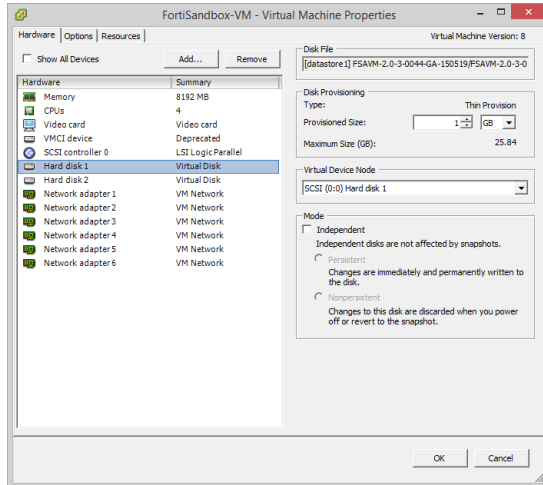 FortiSandbox-VM - Virtual Machine Properties
Hardware Options Resources
Virtual Machine Version: 8
Show All Devices
Add...
Remove
Hardware Summary
Memory 8192 MB
CPUs 4
Video card Video card
VMCI device Deprecated
SCSI controller 0 LSI Logic Parallel
Hard disk 1 Virtual Disk
Hard disk 2 Virtual Disk
Network adapter 1 VM Network
Network adapter 2 VM Network
Network adapter 3 VM Network
Network adapter 4 VM Network
Network adapter 5 VM Network
Network adapter 6 VM Network
Disk File
[datastore1] FSAVM-2.0-3-0044-GA-150519/FSAVM-2.0-3-0
Disk Provisioning
Type: Thin Provision
Provisioned Size: 1 GB
Maximum Size (GB): 25.84
Virtual Device Node
SCSI (0:0) Hard disk 1
Mode
Independent
Independent disks are not affected by snapshots.
Persistent
Changes are immediately and permanently written to
the disk.
Nonpersistent
Changes to this disk are discarded when you power
off or revert to the snapshot.
OK
Cancel